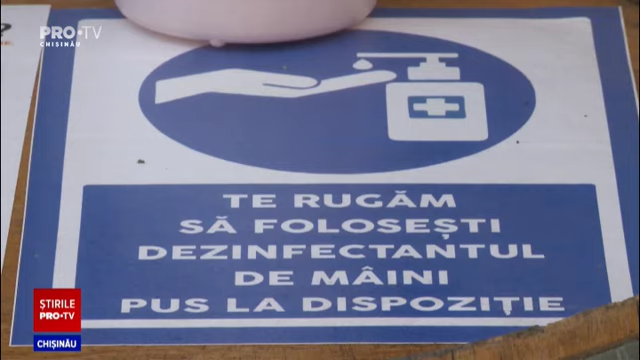 PRO•TV
CHIȘINĂU
?
TE RUGĂM
SĂ FOLOSEȘTI
DEZINFECTANTUL
DE MÂINI
PUS LA DISPOZIȚIE
ȘTIRILE
PRO•TV
CHIȘINĂU